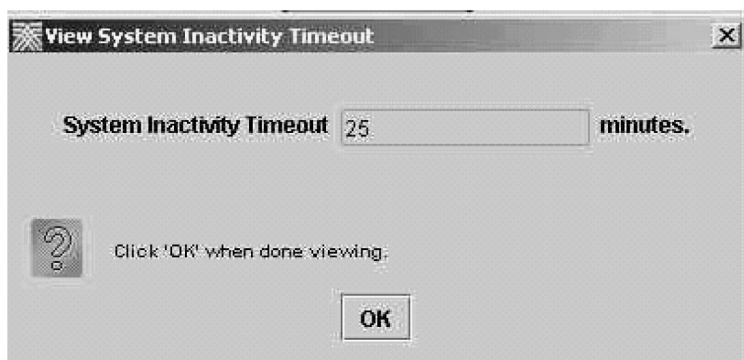 View System Inactivity Timeout
System Inactivity Timeout 25 minutes.
Click 'OK' when done viewing.
OK